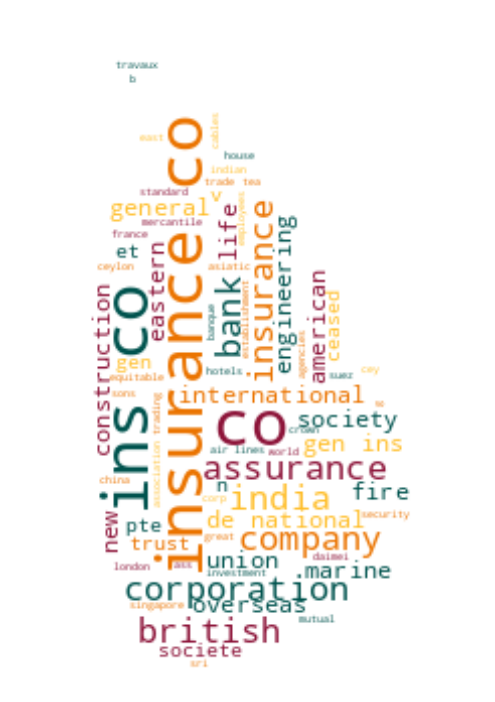 travaux
b
insurance co
east
cables
house
indian
trade
tea
standard
v
general
mercantile
employees
life
insurance
engineering
france
et
eastern
ceylon
asiatic
construction
ins co
bank
banque
establishment
american
ceased
agencies
gen
equitable
hotels
suez
cey
sons
trading
international
co
society
crown
gen ins
association
air lines
world
assurance
china
n
corp
india
fire
new
pte
de national
security
trust
great
company
union
daimei
london
ass
investment
marine
corporation
singapore
overseas
mutual
british
societe
sri